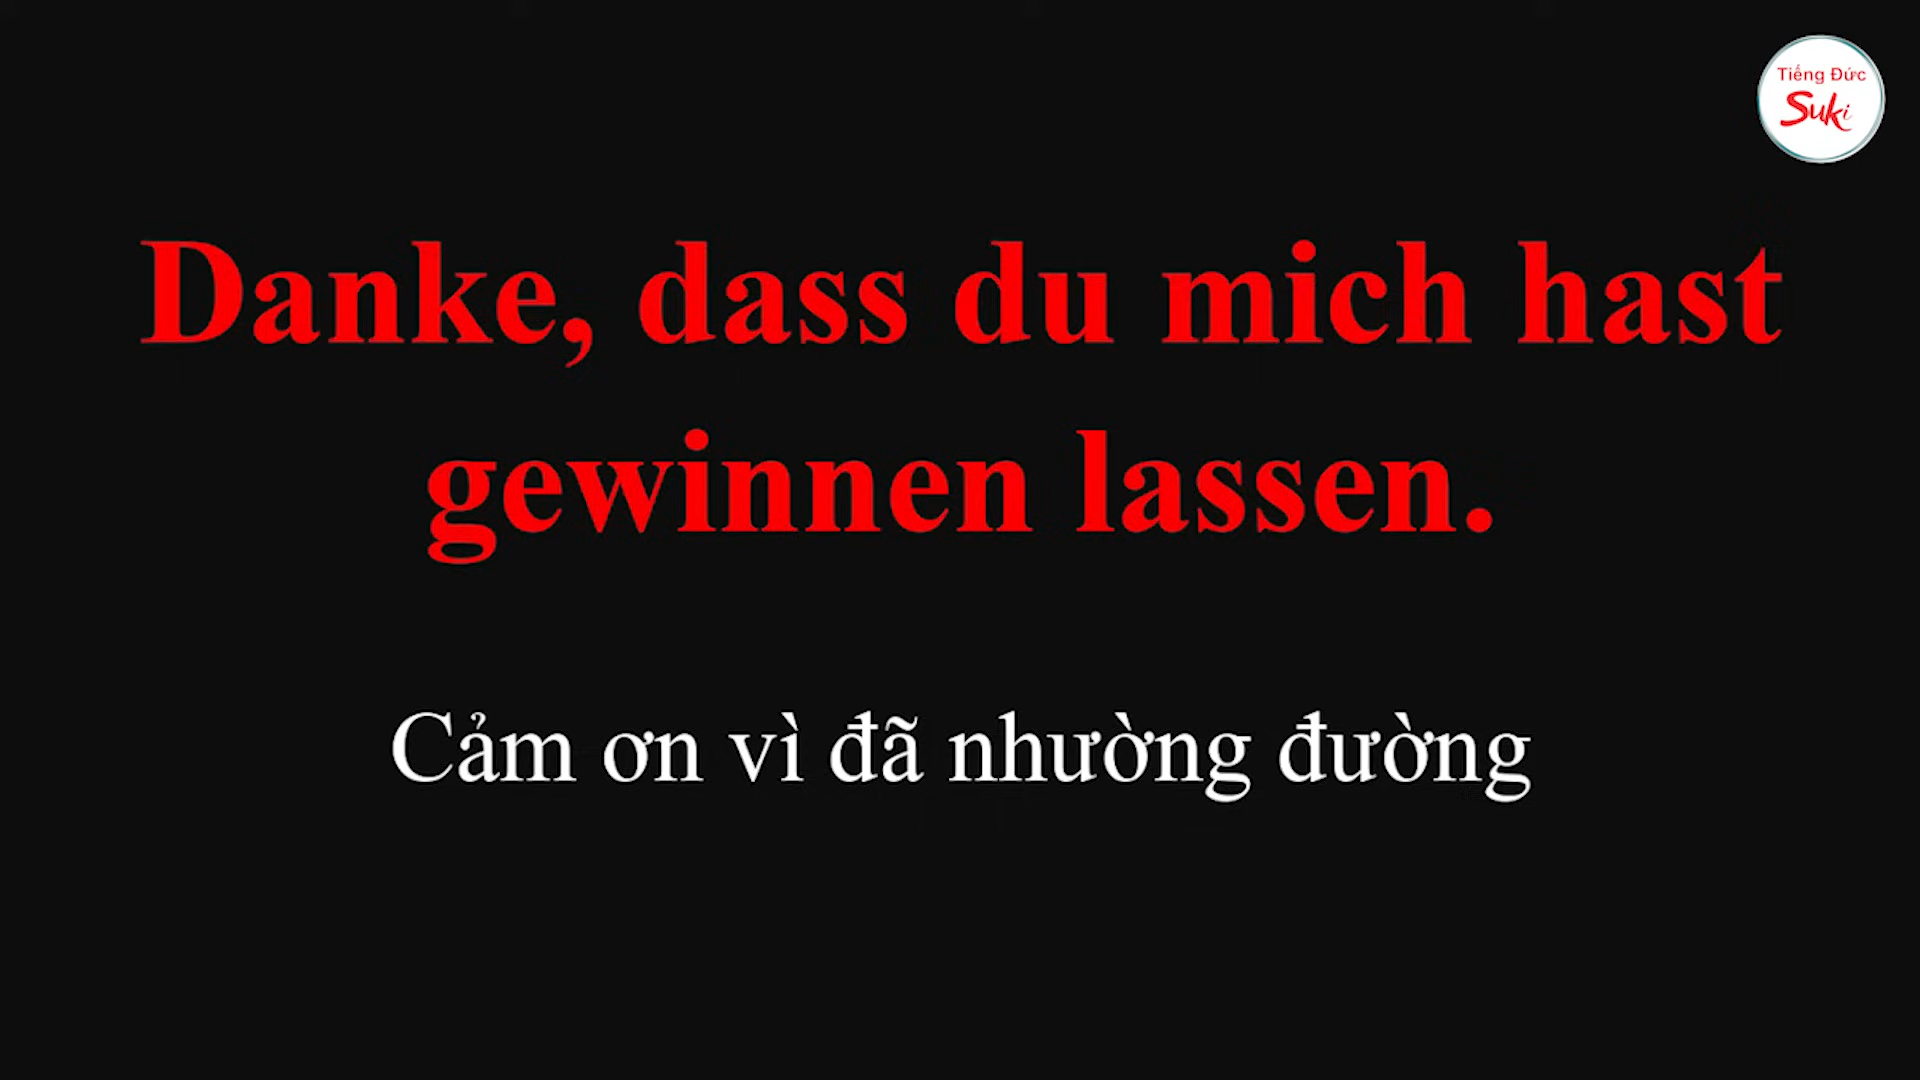 Tiếng Đức
Suki
Danke, dass du mich hast
gewinnen lassen.
Cảm ơn vì đã nhường đường